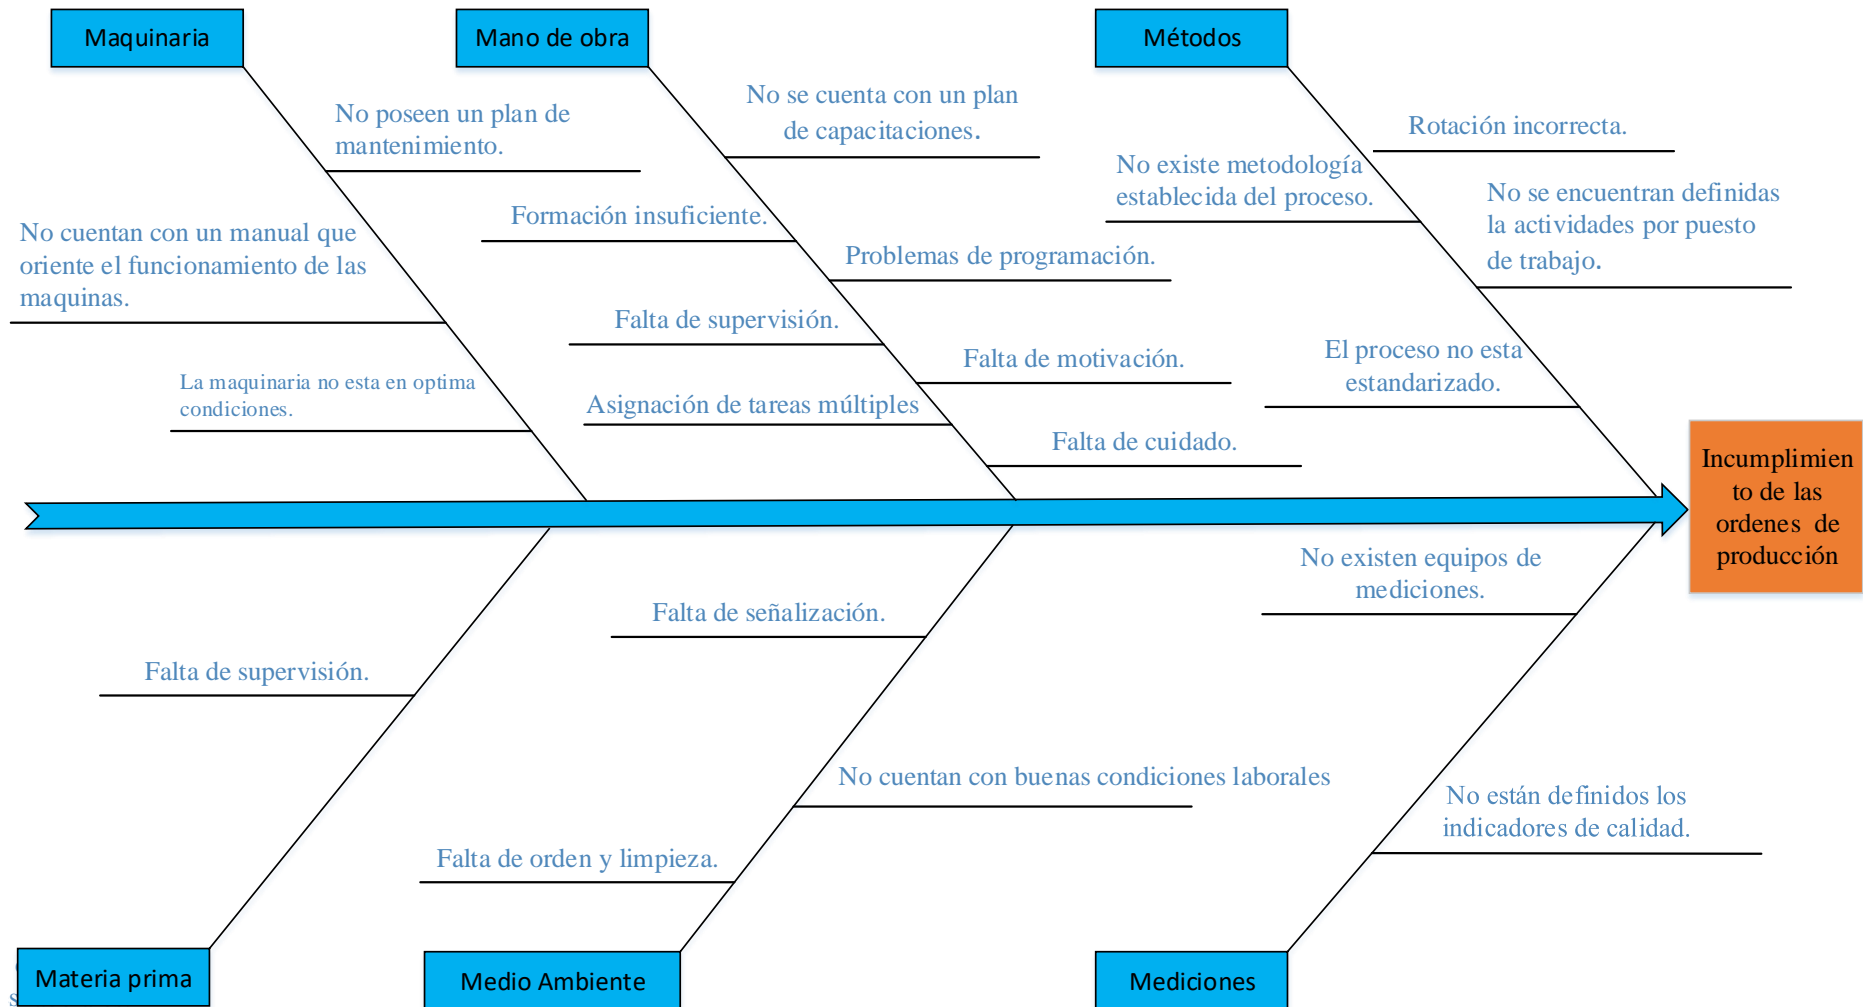 Maquinaria
Mano de obra
Métodos
No poseen un plan de
mantenimiento.
No cuentan con un manual que
oriente el funcionamiento de las
maquinas.
La maquinaria no esta en optima
condiciones.
No se cuenta con un plan
de capacitaciones.
Formación insuficiente.
Problemas de programación.
Falta de supervisión.
Falta de motivación.
Asignación de tareas múltiples
Falta de cuidado.
Rotación incorrecta.
No existe metodología
establecida del proceso.
No se encuentran definidas
la actividades por puesto
de trabajo.
El proceso no esta
estandarizado.
Incumplimien
to de las
ordenes de
producción
Falta de supervisión.
Falta de señalización.
No cuentan con buenas condiciones laborales
Falta de orden y limpieza.
No existen equipos de
mediciones.
No están definidos los
indicadores de calidad.
Materia prima
Medio Ambiente
Mediciones